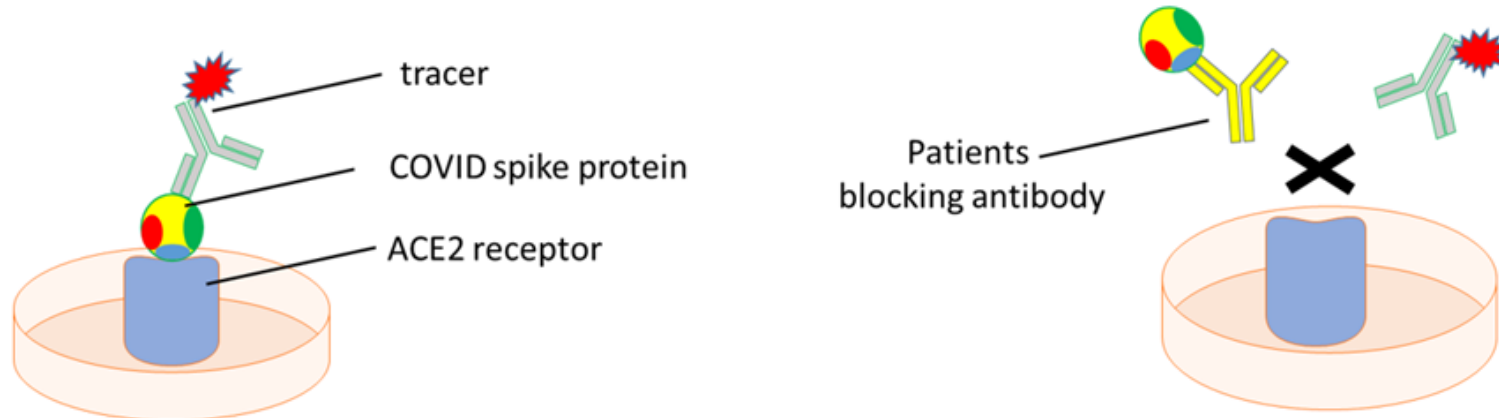 tracer
COVID spike protein
ACE2 receptor
Patients
blocking antibody